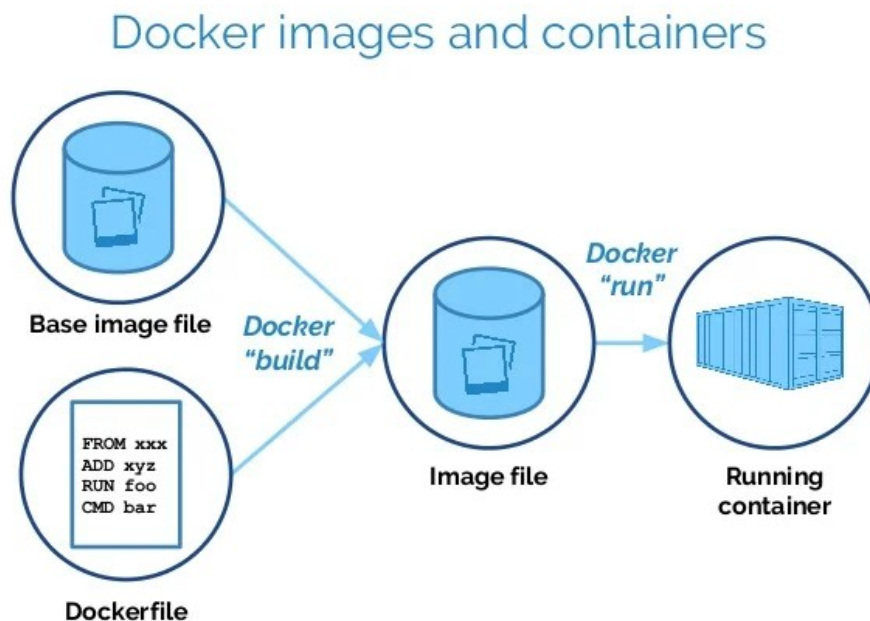 Docker images and containers
Base image file
Docker
“build”
FROM xxx
ADD xyz
RUN foo
CMD bar
Dockerfile
Image file
Docker
“run”
Running
container